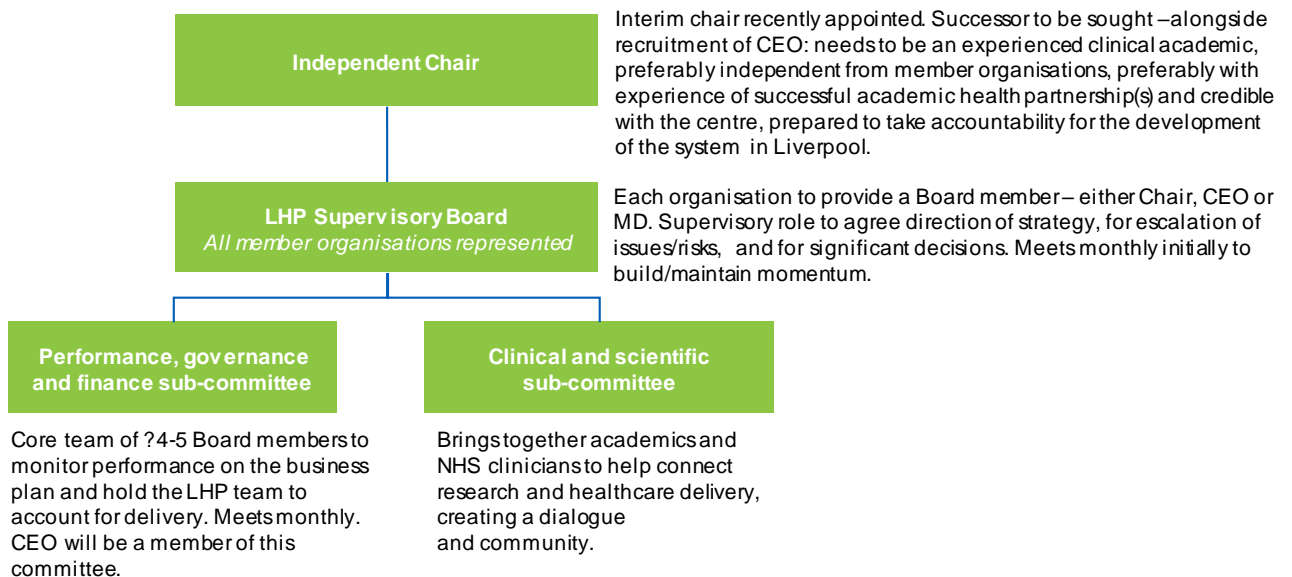 Independent Chair
Interim chair recently appointed. Successor to be sought –alongside
recruitment of CEO: needs to be an experienced clinical academic,
preferably independent from member organisations, preferably with
experience of successful academic health partnership(s) and credible
with the centre, prepared to take accountability for the development
of the system in Liverpool.
LHP Supervisory Board
All member organisations represented
Each organisation to provide a Board member – either Chair, CEO or
MD. Supervisory role to agree direction of strategy, for escalation of
issues/risks, and for significant decisions. Meets monthly initially to
build/maintain momentum.
Performance, governance
and finance sub-committee
Core team of ?4-5 Board members to
monitor performance on the business
plan and hold the LHP team to
account for delivery. Meets monthly.
CEO will be a member of this
committee.
Clinical and scientific
sub-committee
Brings together academics and
NHS clinicians to help connect
research and healthcare delivery,
creating a dialogue
and community.